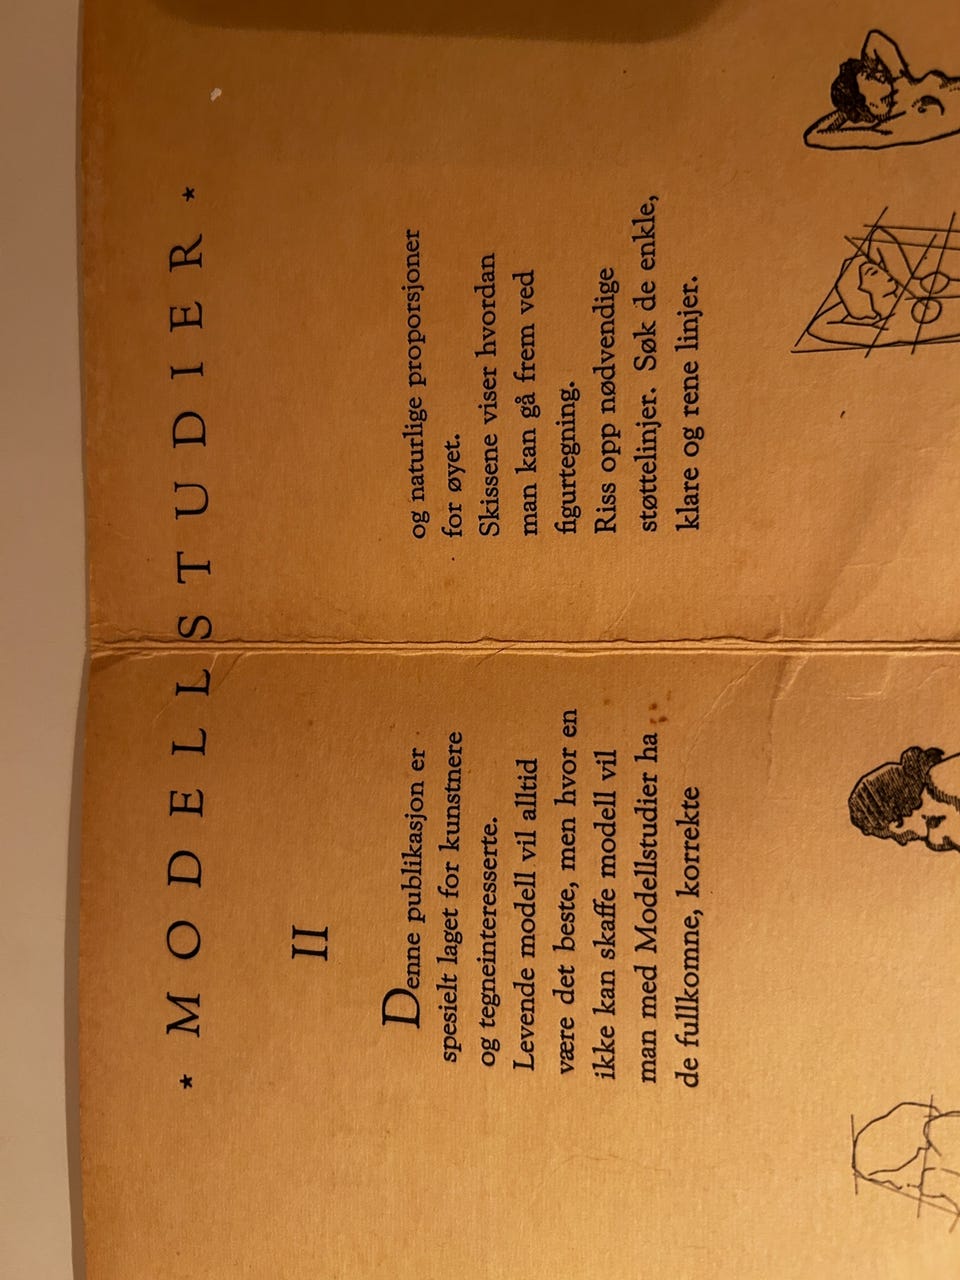 * MODELLSTUDIER *
II
Denne publikasjon er
spesielt laget for kunstnere
og tegneinteresserte.
Levende modell vil alltid
være det beste, men hvor en
ikke kan skaffe modell vil
man med Modellstudier ha
de fullkomne, korrekte
og naturlige proporsjoner
for øyet.
Skissene viser hvordan
man kan gå frem ved
figurtegning.
Riss opp nødvendige
støttelinjer. Søk de enkle,
klare og rene linjer.